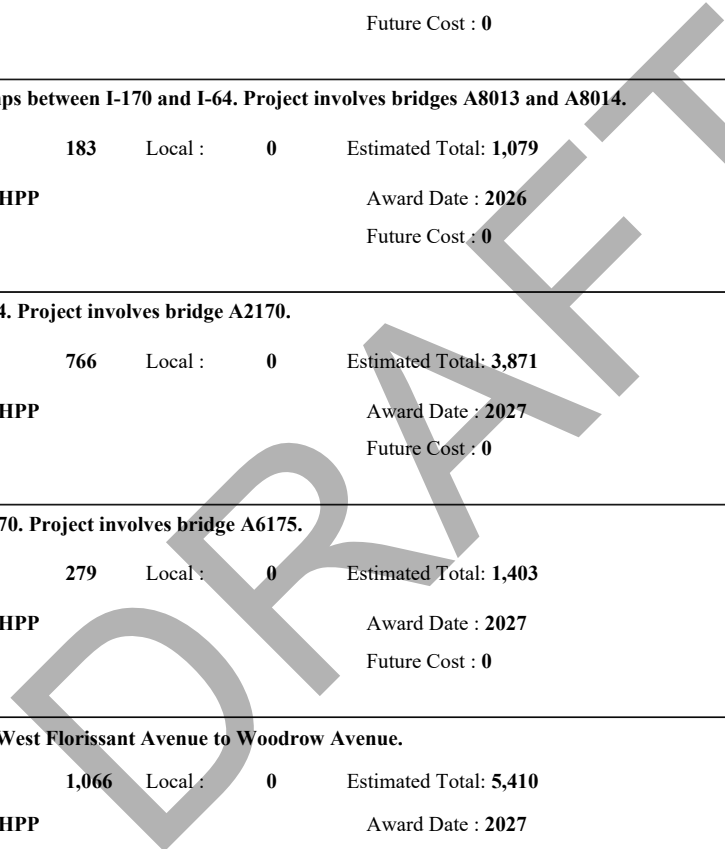 Future Cost : 0
ps between I-170 and I-64. Project involves bridges A8013 and A8014.
183 Local : 0 Estimated Total: 1,079
HPP Award Date : 2026
Future Cost : 0
4. Project involves bridge A2170.
766 Local : 0 Estimated Total: 3,871
HPP Award Date : 2027
Future Cost : 0
70. Project involves bridge A6175.
279 Local : 0 Estimated Total: 1,403
HPP Award Date : 2027
Future Cost : 0
West Florissant Avenue to Woodrow Avenue.
1,066 Local : 0 Estimated Total: 5,410
HPP Award Date : 2027
DRAFT